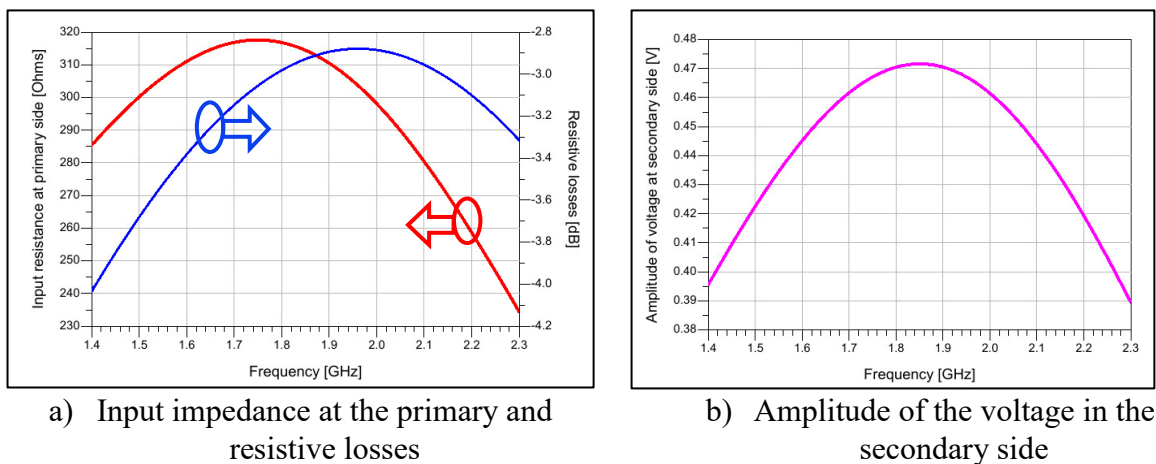 320
310
300
290
280
270
260
250
240
230
Input resistance at primary side [Ohms]
-2.8
-3.0
-3.2
-3.4
-3.6
-3.8
-4.0
-4.2
Resistive losses [dB]
1.4 1.5 1.6 1.7 1.8 1.9 2.0 2.1 2.2 2.3
Frequency [GHz]
0.48
0.47
0.46
0.45
0.44
0.43
0.42
0.41
0.40
0.39
0.38
Amplitude of voltage at secondary side [V]
1.4 1.5 1.6 1.7 1.8 1.9 2.0 2.1 2.2 2.3
Frequency [GHz]
a) Input impedance at the primary and
resistive losses
b) Amplitude of the voltage in the
secondary side